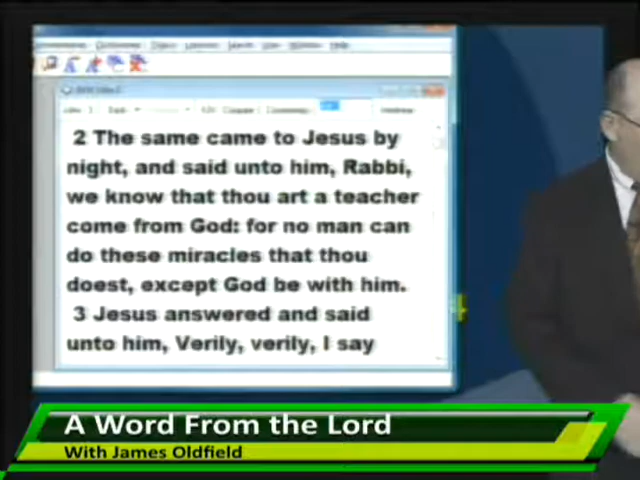 2 The same came to Jesus by
night, and said unto him, Rabbi,
we know that thou art a teacher
come from God: for no man can
do these miracles that thou
doest, except God be with him.
3 Jesus answered and said
unto him, Verily, verily, I say
A Word From the Lord
With James Oldfield